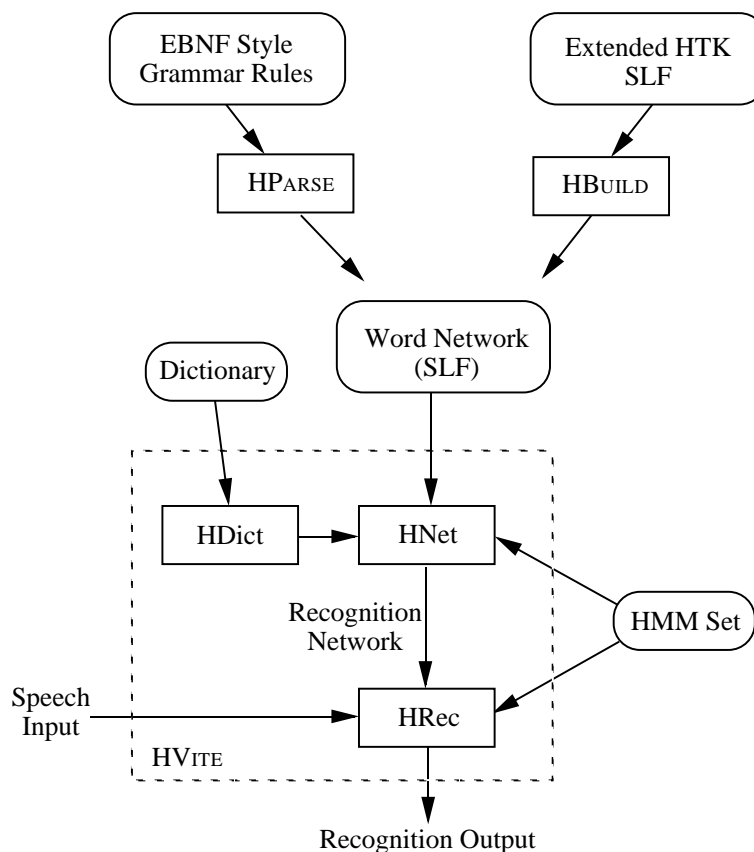 EBNF Style
Grammar Rules
Extended HTK
SLF
HPARSE
HBUILD
Word Network
(SLF)
Dictionary
HDict
HNet
Recognition
Network
HMM Set
Speech
Input
HRec
HVITE
Recognition Output